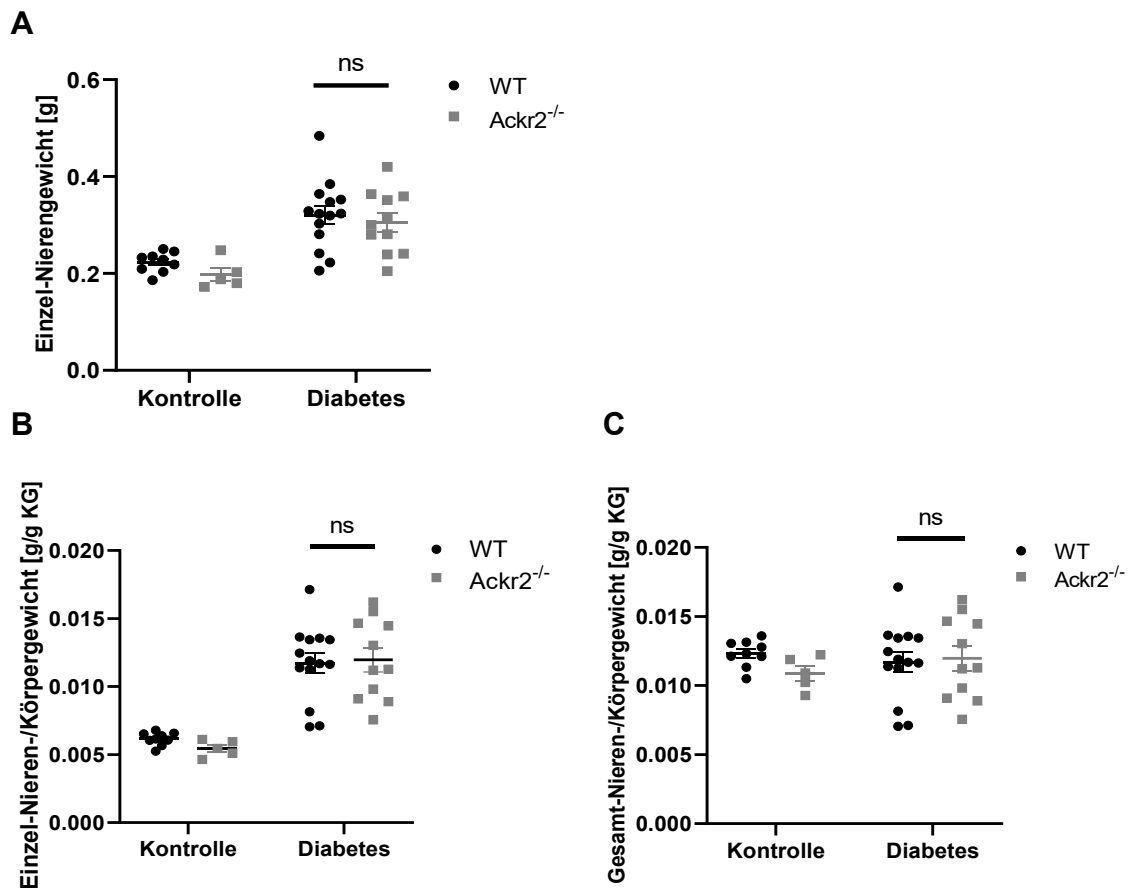 A
Einzel-Nierengewicht [g]
0.6
0.4
0.2
0.0
ns
WT
Ackr2-/-
Kontrolle
Diabetes
B
Einzel-Nieren-/Körpergewicht [g/g KG]
0.020
0.015
0.010
0.005
0.000
ns
WT
Ackr2-/-
Kontrolle
Diabetes
C
Gesamt-Nieren-/Körpergewicht [g/g KG]
0.020
0.015
0.010
0.005
0.000
ns
WT
Ackr2-/-
Kontrolle
Diabetes